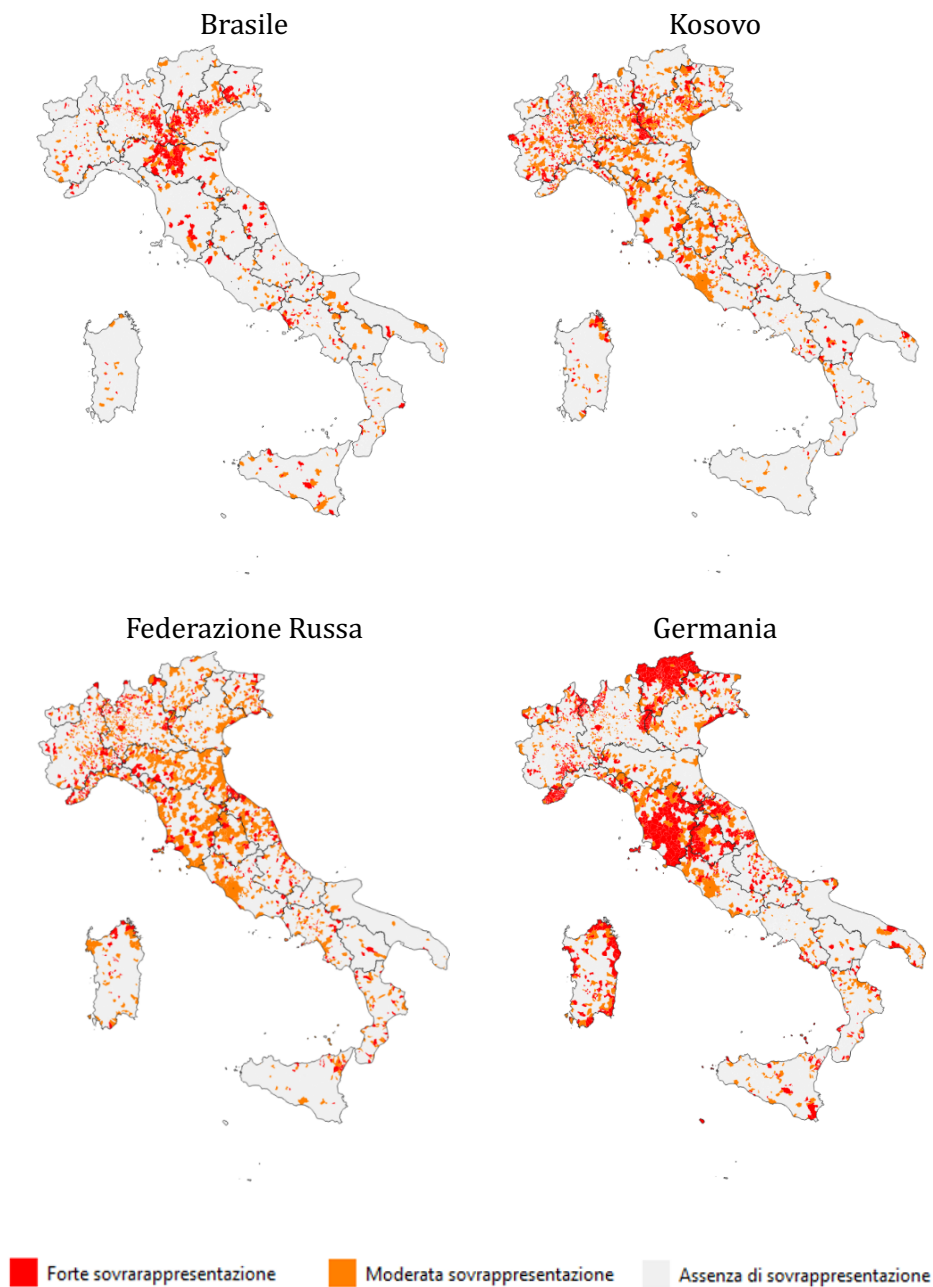 Brasile
Kosovo
Federazione Russa
Germania
Forte sovrarappresentazione
Moderata sovrappresentazione
Assenza di sovrappresentazione